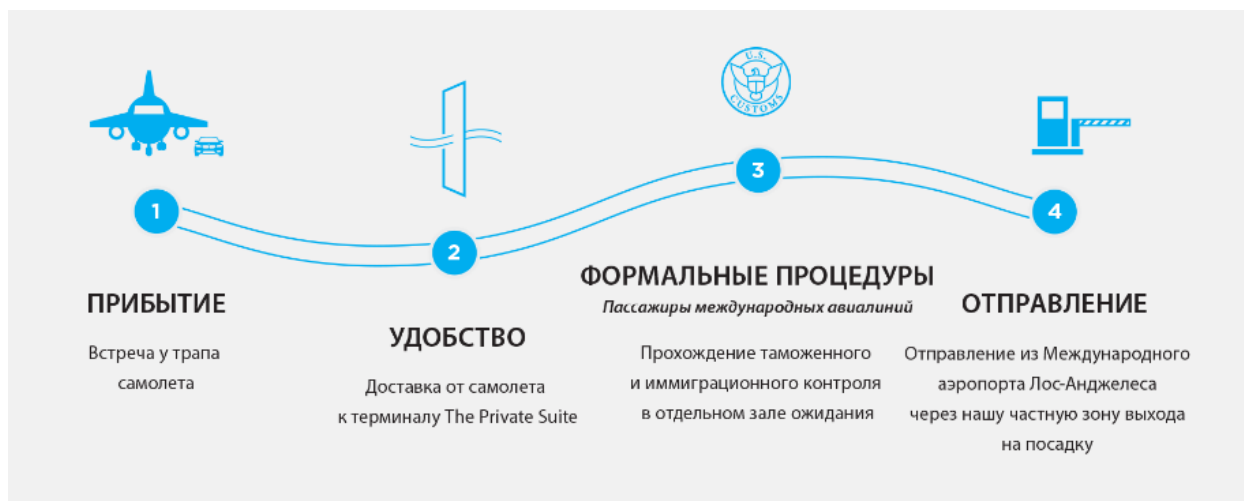 U.S.
CUSTOMS
1
ПРИБЫТИЕ
Встреча у трапа
самолета
2
УДОБСТВО
Доставка от самолета
к терминалу The Private Suite
3
ФОРМАЛЬНЫЕ ПРОЦЕДУРЫ
Пассажиры международных авиалиний
Прохождение таможенного
и иммиграционного контроля
в отдельном зале ожидания
4
ОТПРАВЛЕНИЕ
Отправление из Международного
аэропорта Лос-Анджелеса
через нашу частную зону выхода
на посадку